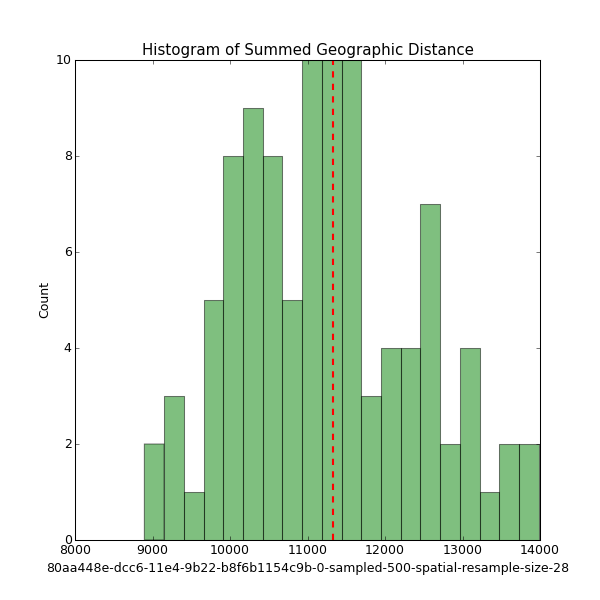 Histogram of Summed Geographic Distance
10
8
6
4
2
0
Count
8000 9000 10000 11000 12000 13000 14000
80aa448e-dcc6-11e4-9b22-b8f6b1154c9b-0-sampled-500-spatial-resample-size-28